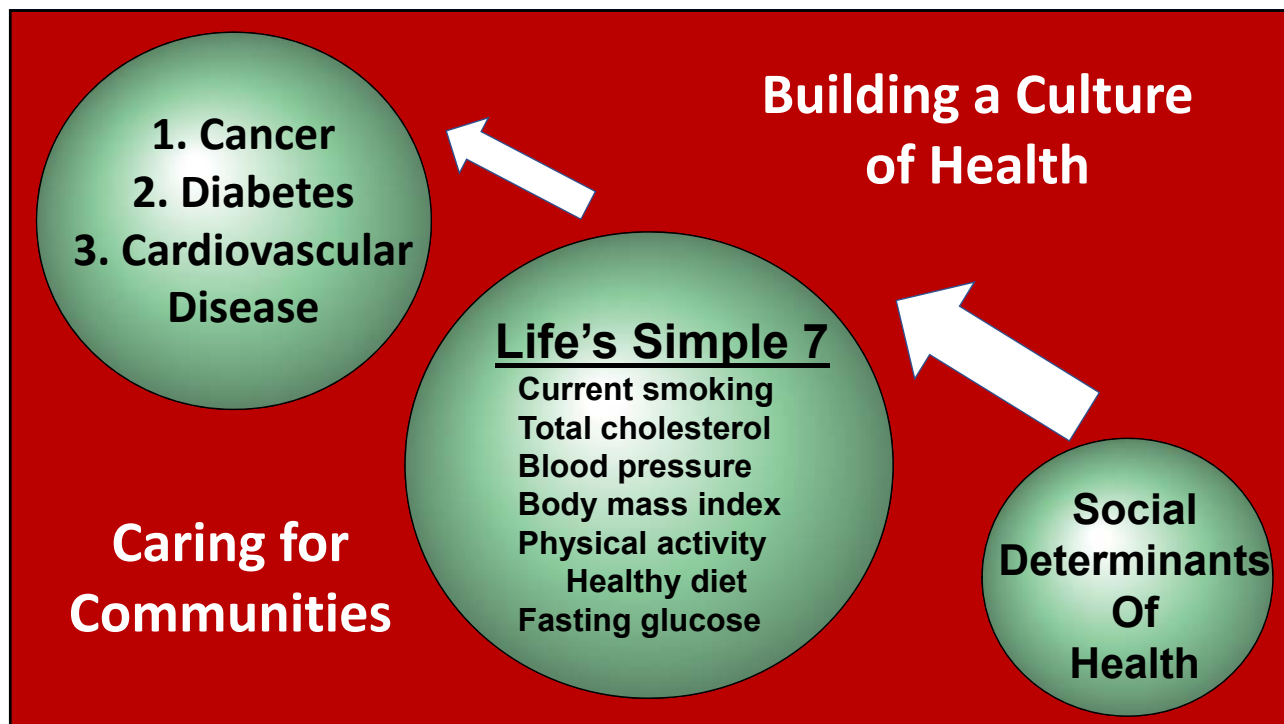 1. Cancer
2. Diabetes
3. Cardiovascular
Disease
Building a Culture
of Health
Life’s Simple 7
Current smoking
Total cholesterol
Blood pressure
Body mass index
Physical activity
Healthy diet
Fasting glucose
Caring for
Communities
Social
Determinants
Of
Health